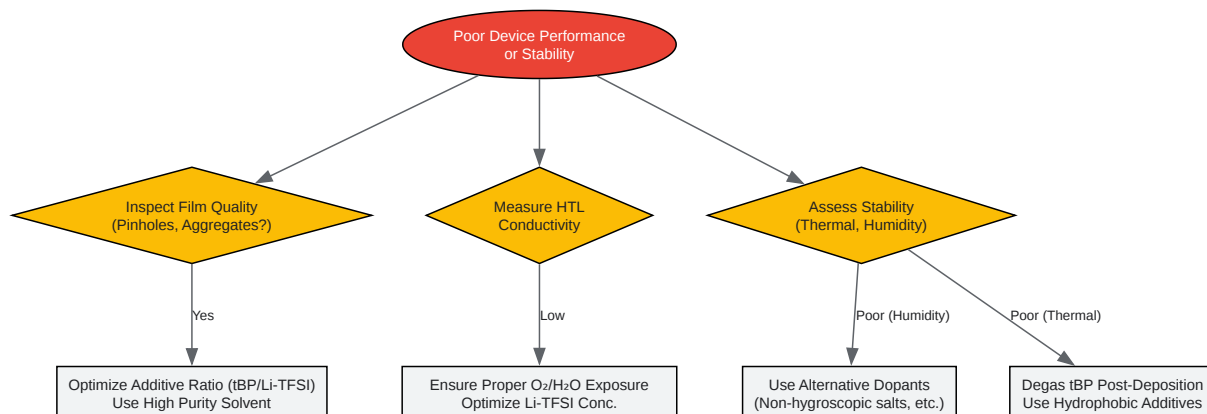 Poor Device Performance
or Stability
Inspect Film Quality
(Pinholes, Aggregates?)
Measure HTL
Conductivity
Assess Stability
(Thermal, Humidity)
Yes
Low
Poor (Humidity)
Poor (Thermal)
Optimize Additive Ratio (tBP/Li-TFSI)
Use High Purity Solvent
Ensure Proper O₂/H₂O Exposure
Optimize Li-TFSI Conc.
Use Alternative Dopants
(Non-hygroscopic salts, etc.)
Degas tBP Post-Deposition
Use Hydrophobic Additives